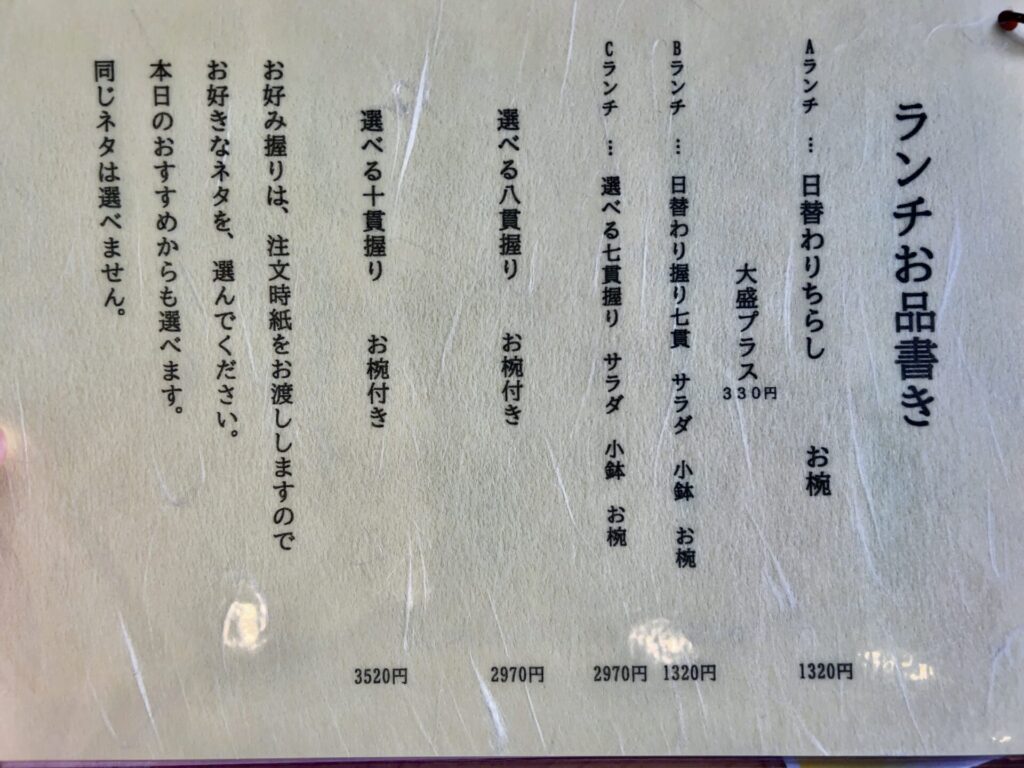 ランチお品書き
Aランチ … 日替わりちらし お椀 1320円
大盛プラス 330円
Bランチ … 日替わり握り七貫 サラダ 小鉢 お椀 1320円
Cランチ … 選べる七貫握り サラダ 小鉢 お椀 2970円
選べる八貫握り お椀付き 2970円
選べる十貫握り お椀付き 3520円
お好み握りは、注文時紙をお渡ししますので
お好きなネタを、選んでください。
本日のおすすめからも選べます。
同じネタは選べません。